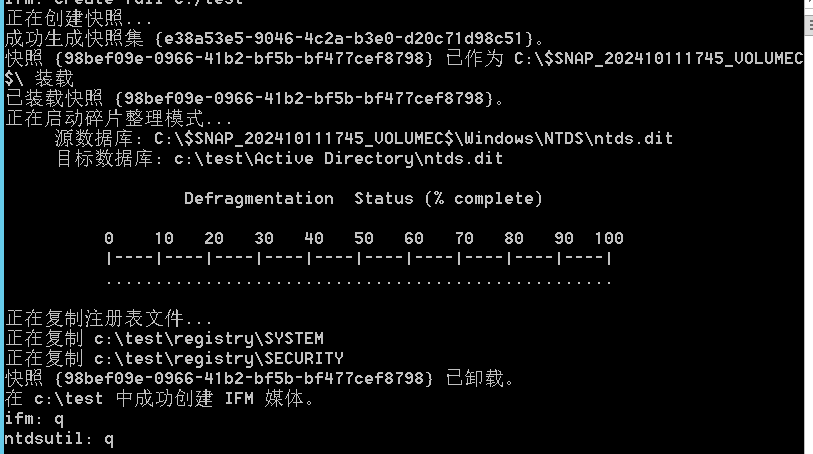 ifm: create full c:/test
正在创建快照...
成功生成快照集 {e38a53e5-9046-4c2a-b3e0-d20c71d98c51}。
快照 {98bef09e-0966-41b2-bf5b-bf477cef8798} 已作为 C:\$SNAP_202410111745_VOLUMEC
$\ 装载
已装载快照 {98bef09e-0966-41b2-bf5b-bf477cef8798}。
正在启动碎片整理模式...
源数据库: C:\$SNAP_202410111745_VOLUMEC$\Windows\NTDS\ntds.dit
目标数据库: c:\test\Active Directory\ntds.dit
Defragmentation  Status (% complete)
0    10   20   30   40   50   60   70   80   90  100
|----|----|----|----|----|----|----|----|----|----|
...................................................
正在复制注册表文件...
正在复制 c:\test\registry\SYSTEM
正在复制 c:\test\registry\SECURITY
快照 {98bef09e-0966-41b2-bf5b-bf477cef8798} 已卸载。
在 c:\test 中成功创建 IFM 媒体。
ifm: q
ntdsutil: q